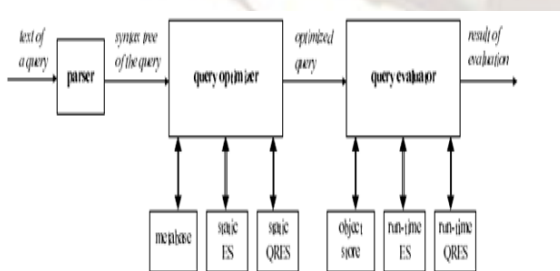 text of
a query
parser
syntax tree
of the query
query optimizer
optimized
query
query evaluator
result of
evaluation
metabase
static
ES
static
QRES
object
store
run-time
ES
run-time
QRES